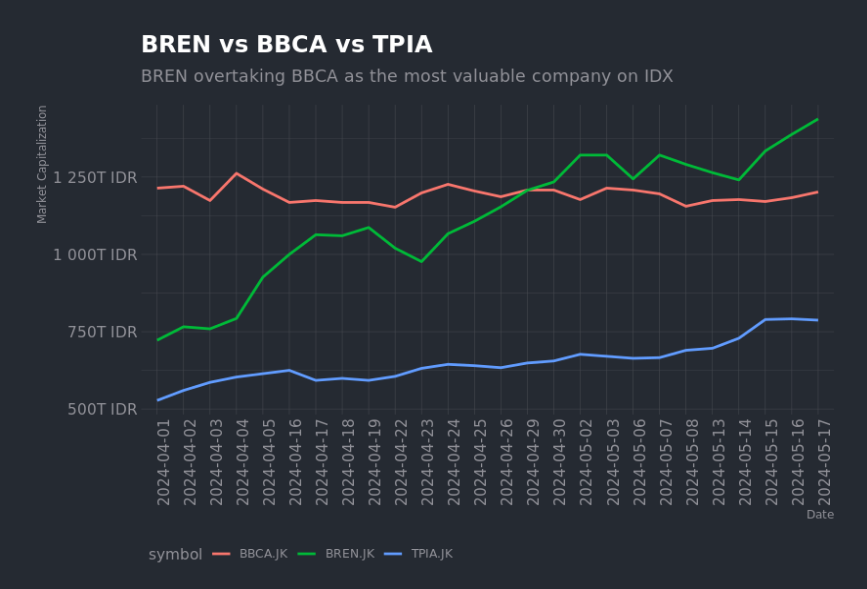 BREN vs BBCA vs TPIA
BREN overtaking BBCA as the most valuable company on IDX
Market Capitalization
1 250T IDR
1 000T IDR
750T IDR
500T IDR
2024-04-01
2024-04-02
2024-04-03
2024-04-04
2024-04-05
2024-04-16
2024-04-17
2024-04-18
2024-04-19
2024-04-22
2024-04-23
2024-04-24
2024-04-25
2024-04-26
2024-04-29
2024-04-30
2024-05-02
2024-05-03
2024-05-06
2024-05-07
2024-05-08
2024-05-13
2024-05-14
2024-05-15
2024-05-16
2024-05-17
Date
symbol BBCA.JK BREN.JK TPIA.JK